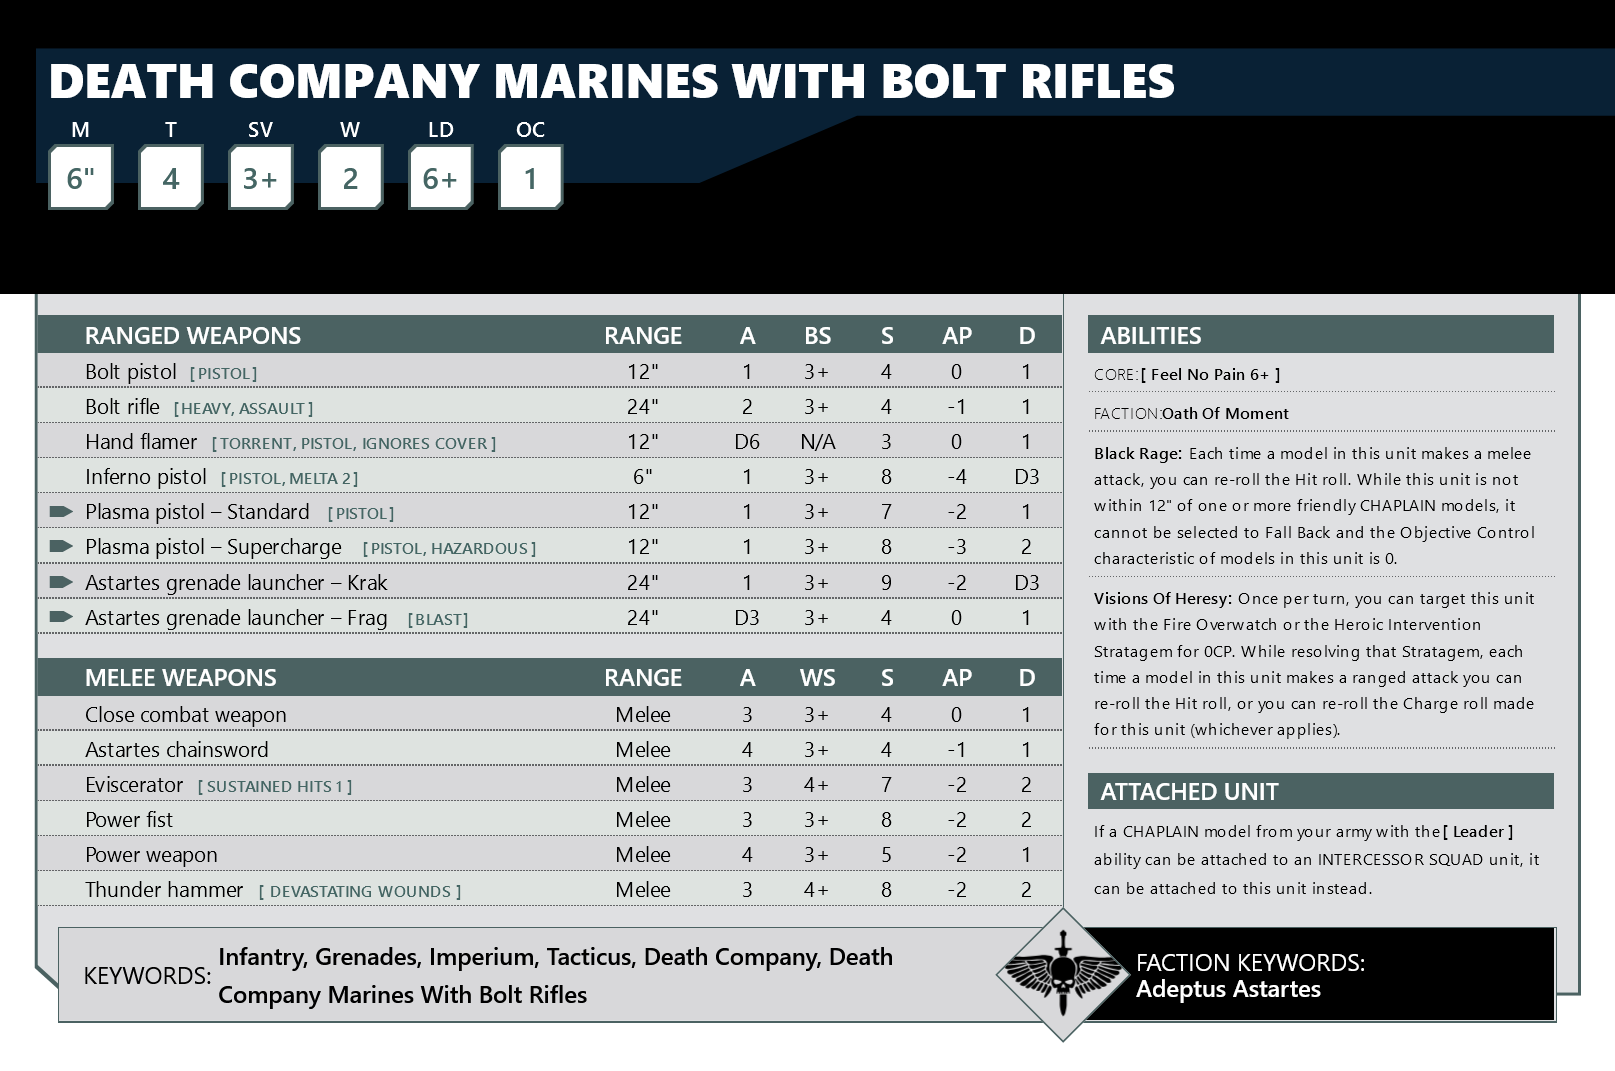 DEATH COMPANY MARINES WITH BOLT RIFLES
M T SV W LD OC
6" 4 3+ 2 6+ 1
RANGED WEAPONS RANGE A BS S AP D
Bolt pistol [PISTOL] 12" 1 3+ 4 0 1
Bolt rifle [HEAVY, ASSAULT] 24" 2 3+ 4 -1 1
Hand flamer [TORRENT, PISTOL, IGNORES COVER] 12" D6 N/A 3 0 1
Inferno pistol [PISTOL, MELTA 2] 6" 1 3+ 8 -4 D3
Plasma pistol – Standard [PISTOL] 12" 1 3+ 7 -2 1
Plasma pistol – Supercharge [PISTOL, HAZARDOUS] 12" 1 3+ 8 -3 2
Astartes grenade launcher – Krak 24" 1 3+ 9 -2 D3
Astartes grenade launcher – Frag [BLAST] 24" D3 3+ 4 0 1
MELEE WEAPONS RANGE A WS S AP D
Close combat weapon Melee 3 3+ 4 0 1
Astartes chainsword Melee 4 3+ 4 -1 1
Eviscerator [SUSTAINED HITS 1] Melee 3 4+ 7 -2 2
Power fist Melee 3 3+ 8 -2 2
Power weapon Melee 4 3+ 5 -2 1
Thunder hammer [DEVASTATING WOUNDS] Melee 3 4+ 8 -2 2
ABILITIES
CORE:[ Feel No Pain 6+ ]
FACTION:Oath Of Moment
Black Rage: Each time a model in this unit makes a melee
attack, you can re-roll the Hit roll. While this unit is not
within 12" of one or more friendly CHAPLAIN models, it
cannot be selected to Fall Back and the Objective Control
characteristic of models in this unit is 0.
Visions Of Heresy: Once per turn, you can target this unit
with the Fire Overwatch or the Heroic Intervention
Stratagem for 0CP. While resolving that Stratagem, each
time a model in this unit makes a ranged attack you can
re-roll the Hit roll, or you can re-roll the Charge roll made
for this unit (whichever applies).
ATTACHED UNIT
If a CHAPLAIN model from your army with the [ Leader ]
ability can be attached to an INTERCESSOR SQUAD unit, it
can be attached to this unit instead.
KEYWORDS: Infantry, Grenades, Imperium, Tacticus, Death Company, Death
Company Marines With Bolt Rifles
FACTION KEYWORDS:
Adeptus Astartes